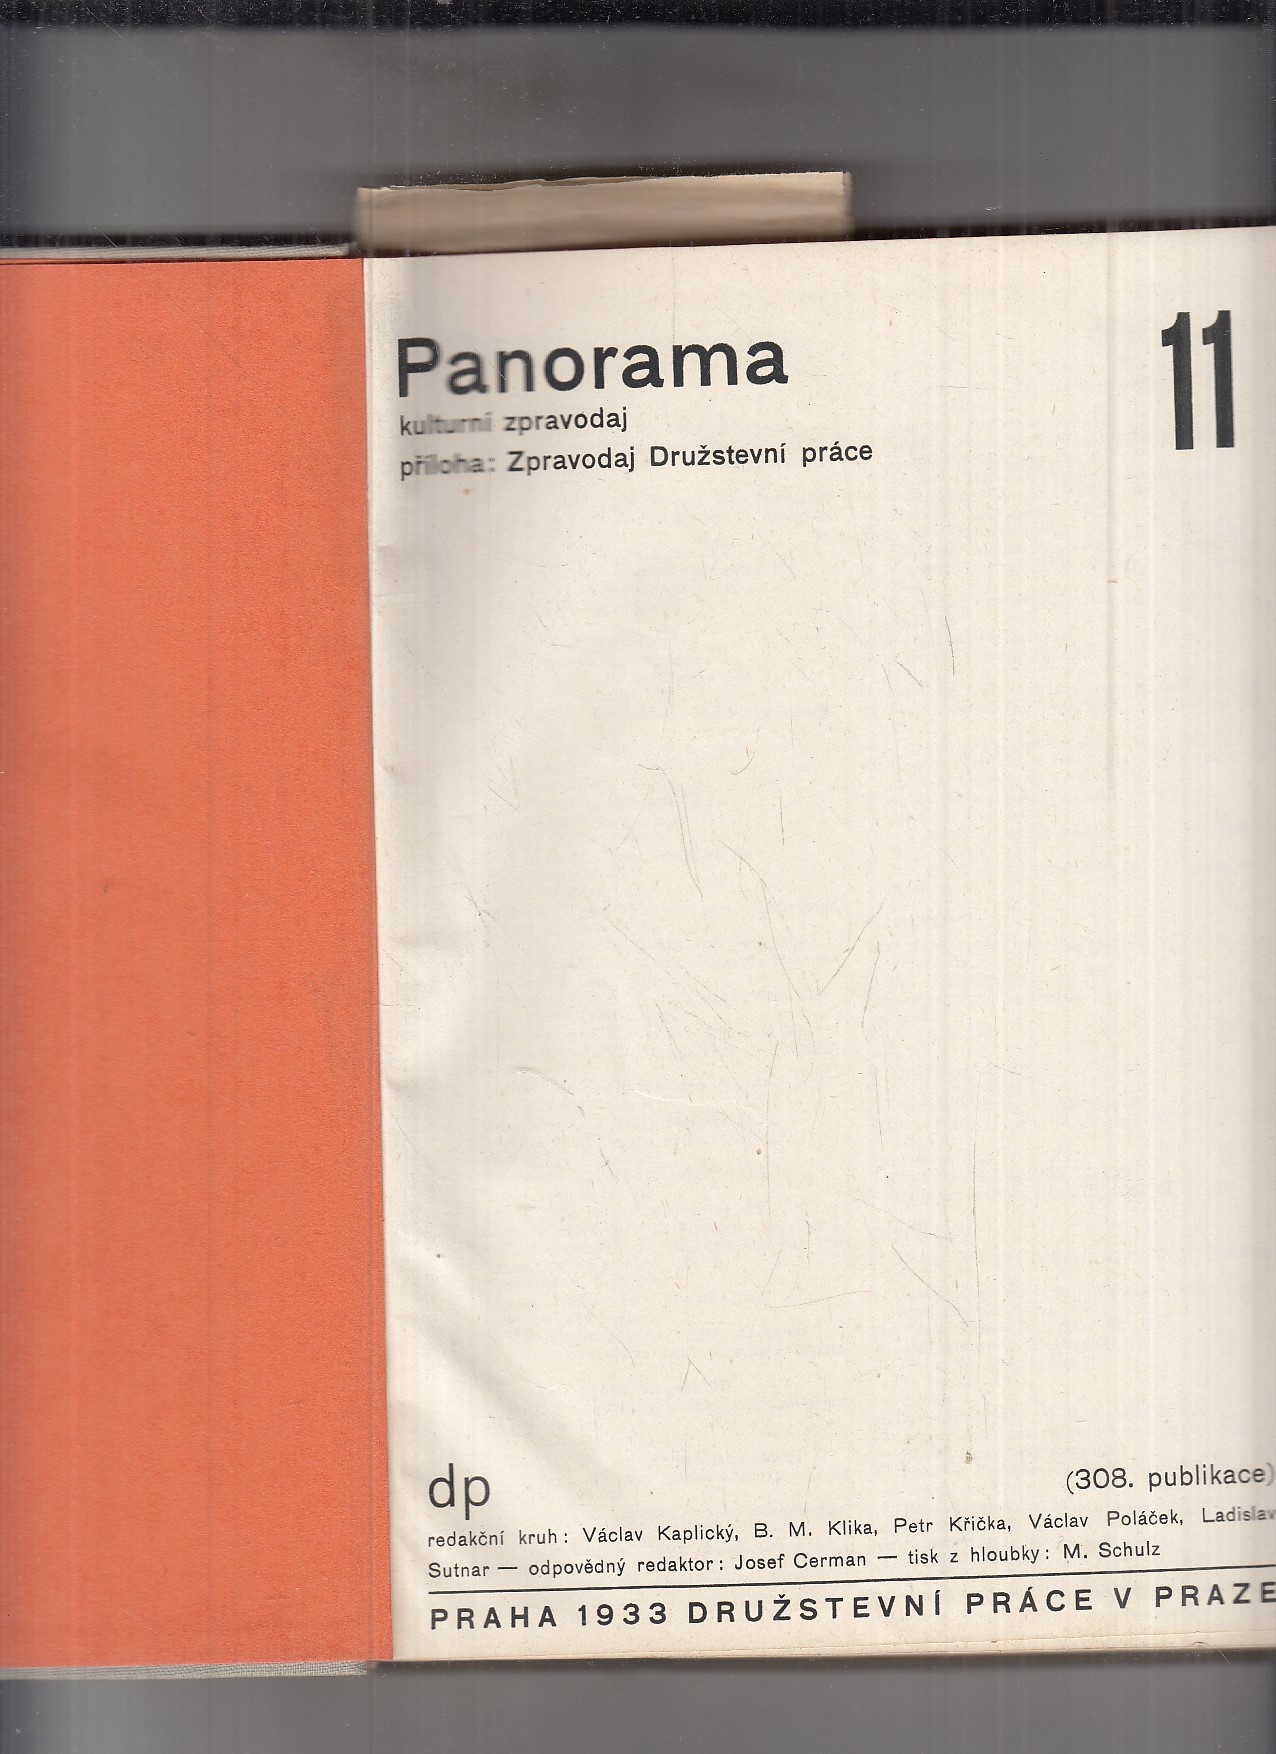 Panorama
11
kulturní zpravodaj
příloha: Zpravodaj Družstevní práce
dp
(308. publikace)
redakční kruh: Václav Kaplický, B. M. Klika, Petr Křička, Václav Poláček, Ladislav
Sutnar — odpovědný redaktor: Josef Cerman — tisk z hloubky: M. Schulz
PRAHA 1933 DRUŽSTEVNÍ PRÁCE V PRAZE